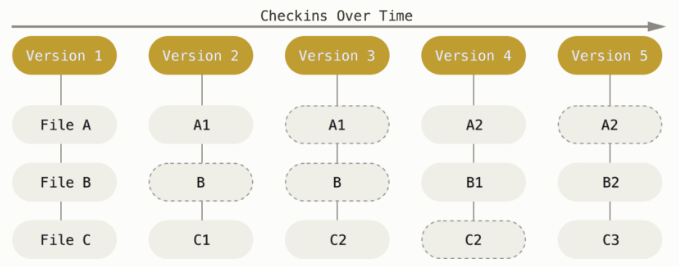 Checkins Over Time
Version 1 Version 2 Version 3 Version 4 Version 5
File A A1 A1 A2 A2
File B B B B1 B2
File C C1 C2 C2 C3